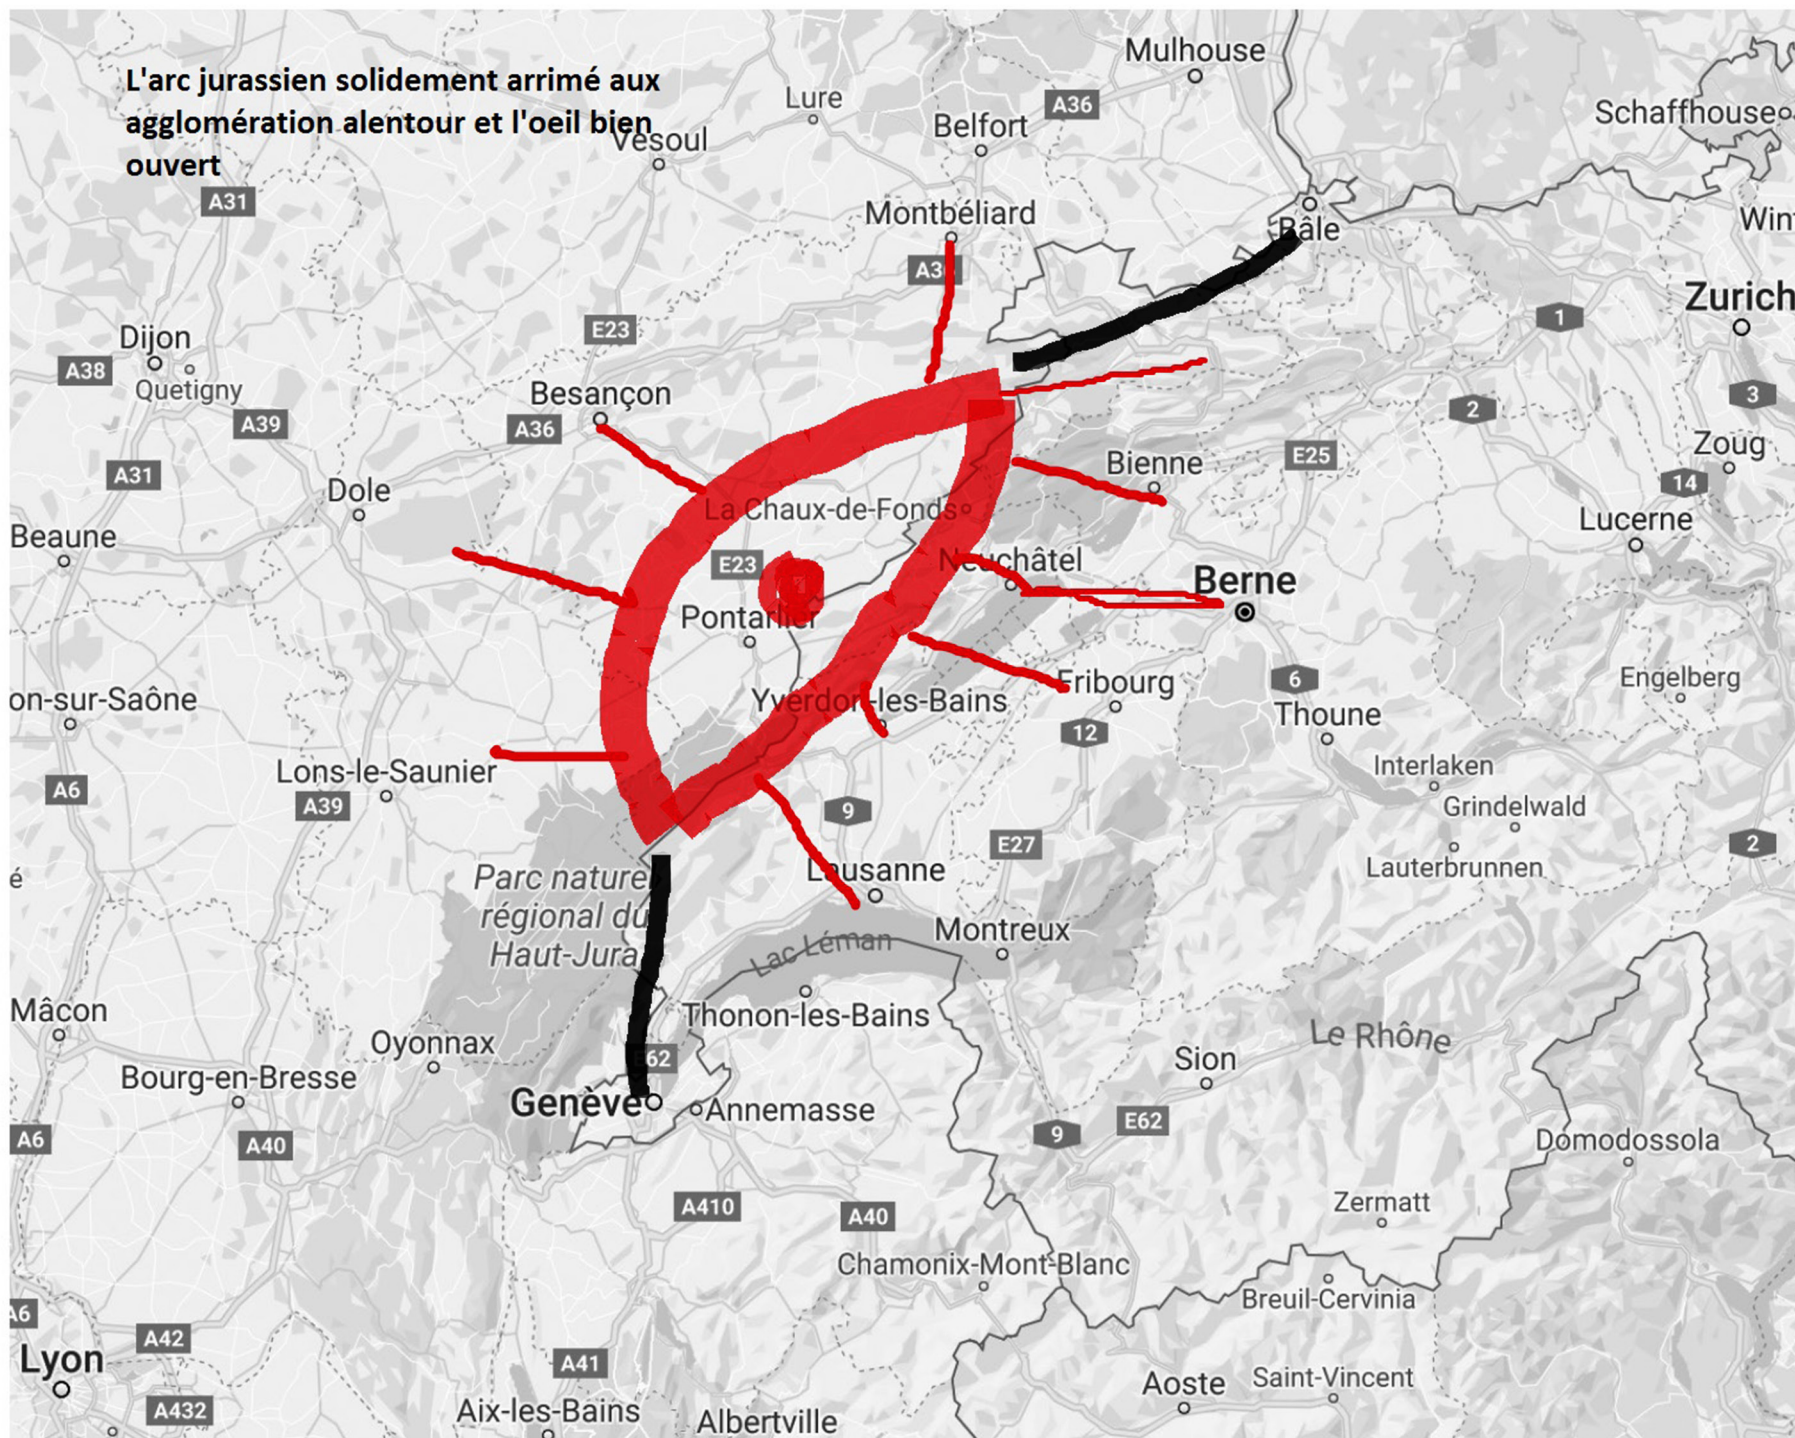 Mulhouse
L'arc jurassien solidement arrimé aux
Lure
A36
Schaffhouse
agglomération alentour et l'oeil bien
Belfort
Vesoul
ouvert
A31
Montbéliard
Bâle
Win
A3
Zurich
E23
1
Dijon
A38
Quetigny
Besançon
3
2
A39
A36
Zoug
E25
Bienne
A31
14
Dole
La Chaux-de-Fonds
Lucerne
Beaune
E23
Neuchâtel
Berne
Pontarlier
6
Engelberg
Fribourg
on-sur-Saône
Yverdon-les-Bains
Thoune
12
Interlaken
Lons-le-Saunier
A6
A39
9
Grindelwald
E27
2
Lauterbrunnen
Lausanne
é
Parc naturel
régional du
Haut-Jura
Montreux
Lac Léman
Mâcon
Thonon-les-Bains
Le Rhône
Oyonnax
E62
Sion
Bourg-en-Bresse
Genève
Annemasse
E62
9
A6
A40
Domodossola
A410
A40
Zermatt
Chamonix-Mont-Blanc
Breuil-Cervinia
A6
A42
Lyon
A41
Aoste
Saint-Vincent
A432
Aix-les-Bains
Albertville